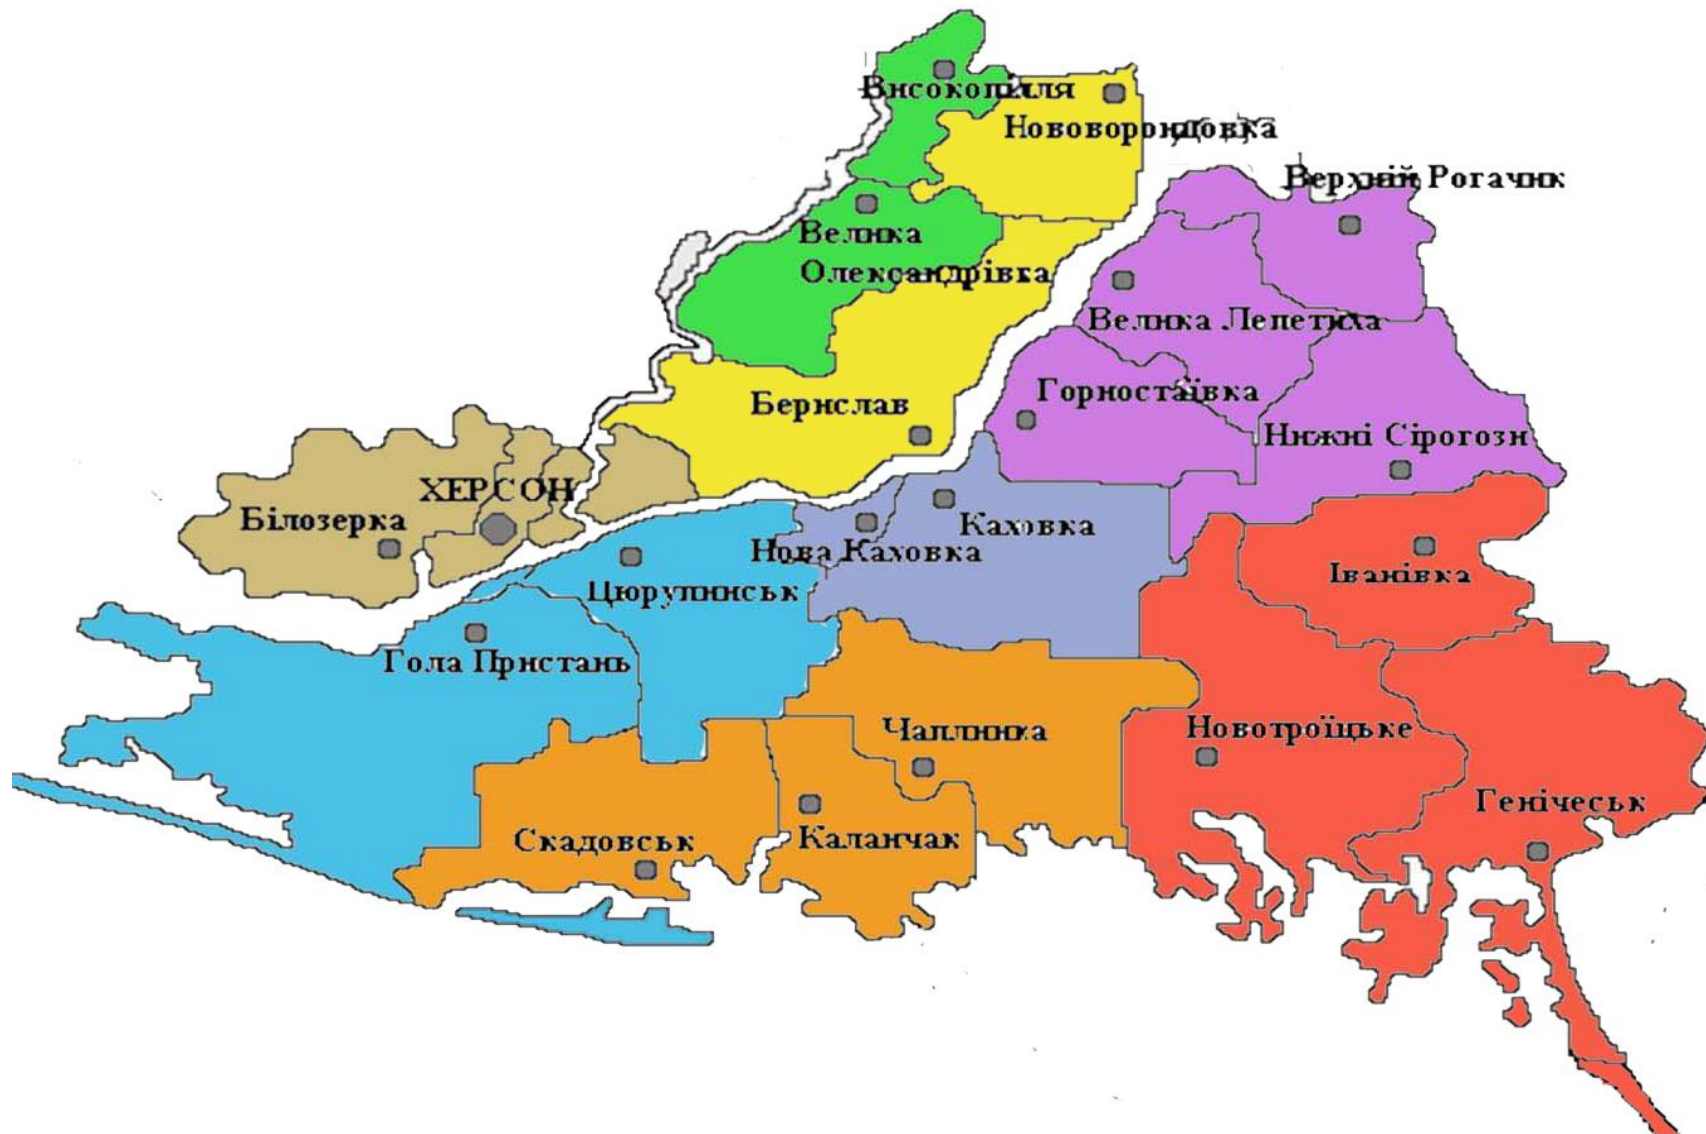 Високопілля
Нововоронцовка
Верхній Рогачик
Велика
Олександрівка
Велика Лепетиха
Горностаївка
Берислав
Нижні Сірогози
ХЕРСОН
Білозерка
Каховка
Нова Каховка
Іванівка
Цюрупинськ
Гола Пристань
Чаплинка
Новотроїцьке
Генічеськ
Скадовськ
Каланчак